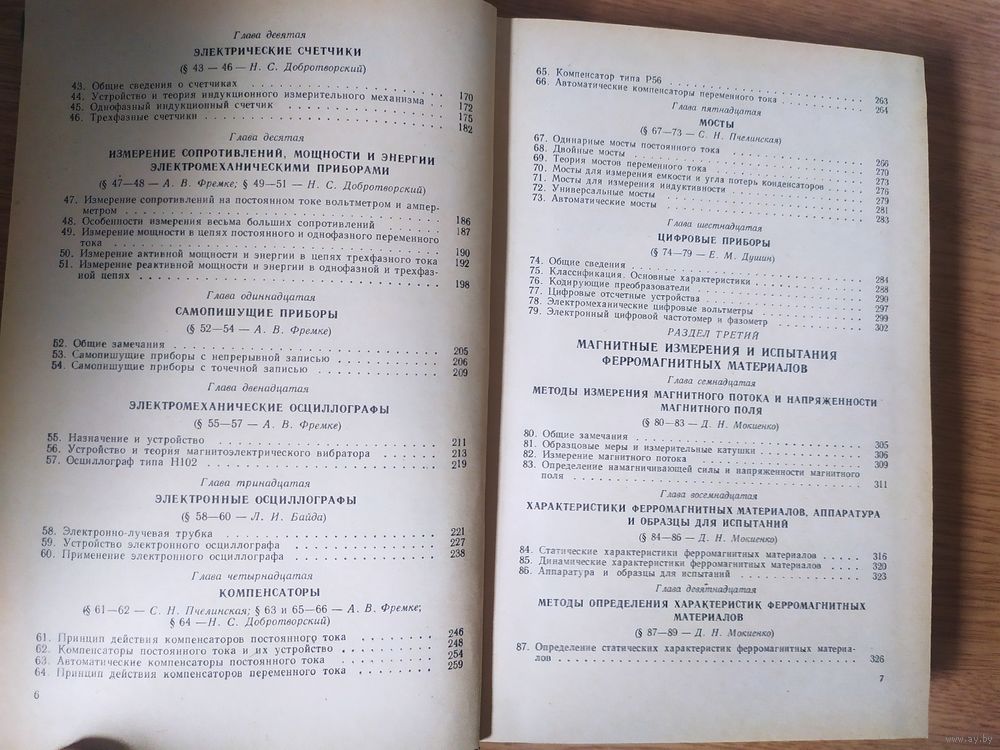 Глава девятая
ЭЛЕКТРИЧЕСКИЕ СЧЕТЧИКИ
(§ 43 — 46 — Н. С. Добротворский)
43. Общие сведения о счетчиках . . . . . . . . . . 170
44. Устройство и теория индукционного измерительного механизма . . 172
45. Однофазный индукционный счетчик . . . . . . . . . . 175
46. Трехфазные счетчики . . . . . . . . . . 182
Глава десятая
ИЗМЕРЕНИЕ СОПРОТИВЛЕНИЙ, МОЩНОСТИ И ЭНЕРГИИ
ЭЛЕКТРОМЕХАНИЧЕСКИМИ ПРИБОРАМИ
(§ 47—48 — А. В. Фремке; § 49—51 — Н. С. Добротворский)
47. Измерение сопротивлений на постоянном токе вольтметром и ампер-
метром . . . . . . . . . . 186
48. Особенности измерения весьма больших сопротивлений . . . . . 187
49. Измерение мощности в цепях постоянного и однофазного переменного
тока . . . . . . . . . . 190
50. Измерение активной мощности и энергии в цепях трехфазного тока 192
51. Измерение реактивной мощности и энергии в однофазной и трехфаз-
ной цепях . . . . . . . . . . 198
Глава одиннадцатая
САМОПИШУЩИЕ ПРИБОРЫ
(§ 52—54 — А. В. Фремке)
52. Общие замечания . . . . . . . . . . 205
53. Самопишущие приборы с непрерывной записью . . . . . . . . 206
54. Самопишущие приборы с точечной записью . . . . . . . . 209
Глава двенадцатая
ЭЛЕКТРОМЕХАНИЧЕСКИЕ ОСЦИЛЛОГРАФЫ
(§ 55—57 — А. В. Фремке)
55. Назначение и устройство . . . . . . . . . . 211
56. Устройство и теория магнитоэлектрического вибратора . . . . . 213
57. Осциллограф типа Н102 . . . . . . . . . . 219
Глава тринадцатая
ЭЛЕКТРОННЫЕ ОСЦИЛЛОГРАФЫ
(§ 58—60 — Л. И. Байда)
58. Электронно-лучевая трубка . . . . . . . . . . 221
59. Устройство электронного осциллографа . . . . . . . . . . 227
60. Применение электронного осциллографа . . . . . . . . . . 238
Глава четырнадцатая
КОМПЕНСАТОРЫ
(§ 61—62 — С. Н. Пчелинская; § 63 и 65—66 — А. В. Фремке;
§ 64 —Н. С. Добротворский)
61. Принцип действия компенсаторов постоянного тока . . . . . . . 246
62. Компенсаторы постоянного тока и их устройство . . . . . . . . 248
63. Автоматические компенсаторы постоянного тока . . . . . . . . 254
64. Принцип действия компенсаторов переменного тока . . . . . . . 259
6
65. Компенсатор типа Р56 . . . . . . . . . . 263
66. Автоматические компенсаторы переменного тока . . . . . . . . 264
Глава пятнадцатая
МОСТЫ
(§ 67—73 — С. Н. Пчелинская)
67. Одинарные мосты постоянного тока . . . . . . . . . . 266
68. Двойные мосты . . . . . . . . . . 269
69. Теория мостов переменного тока . . . . . . . . . . 270
70. Мосты для измерения емкости и угла потерь конденсаторов . . . . 273
71. Мосты для измерения индуктивности . . . . . . . . . . 276
72. Универсальные мосты . . . . . . . . . . 279
73. Автоматические мосты . . . . . . . . . . 281
283
Глава шестнадцатая
ЦИФРОВЫЕ ПРИБОРЫ
(§ 74—79 — Е. М. Душин)
74. Общие сведения . . . . . . . . . . 284
75. Классификация. Основные характеристики . . . . . . . . . . 288
76. Кодирующие преобразователи . . . . . . . . . . 290
77. Цифровые отсчетные устройства . . . . . . . . . . 297
78. Электромеханические цифровые вольтметры . . . . . . . . . . 299
79. Электронный цифровой частотомер и фазометр . . . . . . . . 302
РАЗДЕЛ ТРЕТИЙ
МАГНИТНЫЕ ИЗМЕРЕНИЯ И ИСПЫТАНИЯ
ФЕРРОМАГНИТНЫХ МАТЕРИАЛОВ
Глава семнадцатая
МЕТОДЫ ИЗМЕРЕНИЯ МАГНИТНОГО ПОТОКА И НАПРЯЖЕННОСТИ
МАГНИТНОГО ПОЛЯ
(§ 80—83 — Д. Н. Мокиенко)
80. Общие замечания . . . . . . . . . . 305
81. Образцовые меры и измерительные катушки . . . . . . . . . . 306
82. Измерение магнитного потока . . . . . . . . . . 309
83. Определение намагничивающей силы и напряженности магнитного
поля . . . . . . . . . . 311
Глава восемнадцатая
ХАРАКТЕРИСТИКИ ФЕРРОМАГНИТНЫХ МАТЕРИАЛОВ, АППАРАТУРА
И ОБРАЗЦЫ ДЛЯ ИСПЫТАНИЙ
(§ 84—86 — Д. Н. Мокиенко)
84. Статические характеристики ферромагнитных материалов . . . . . 316
85. Динамические характеристики ферромагнитных материалов . . . . 320
86. Аппаратура и образцы для испытаний . . . . . . . . . . 323
Глава девятнадцатая
МЕТОДЫ ОПРЕДЕЛЕНИЯ ХАРАКТЕРИСТИК ФЕРРОМАГНИТНЫХ
МАТЕРИАЛОВ
(§ 87—89 — Д. Н. Мокиенко)
87. Определение статических характеристик ферромагнитных материа-
лов . . . . . . . . . . 326
7
www.ay.by